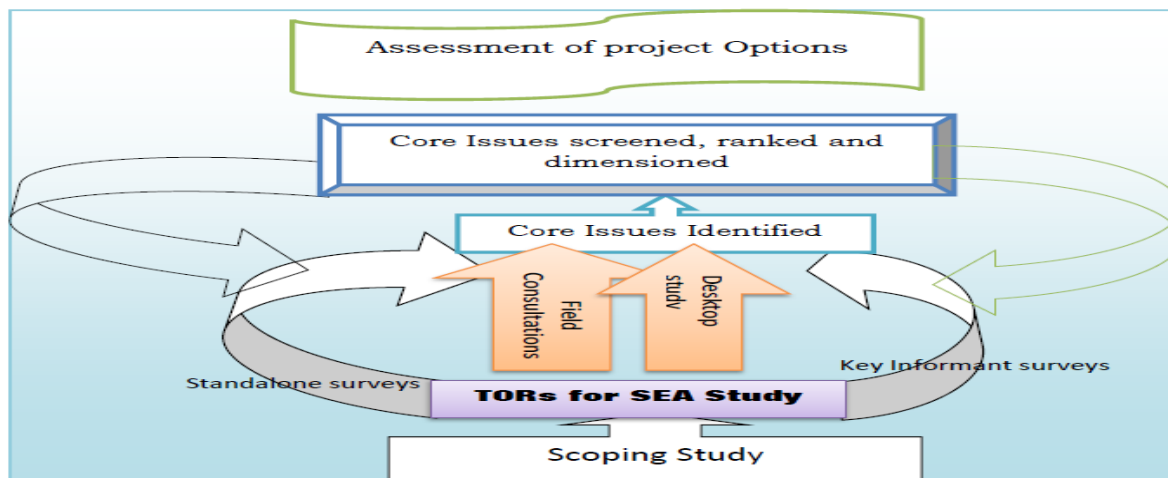 Assessment of project Options
Core Issues screened, ranked and
dimensioned
Core Issues Identified
Field
Consultations
Desktop
study
Standalone surveys
Key Informant surveys
TORs for SEA Study
Scoping Study